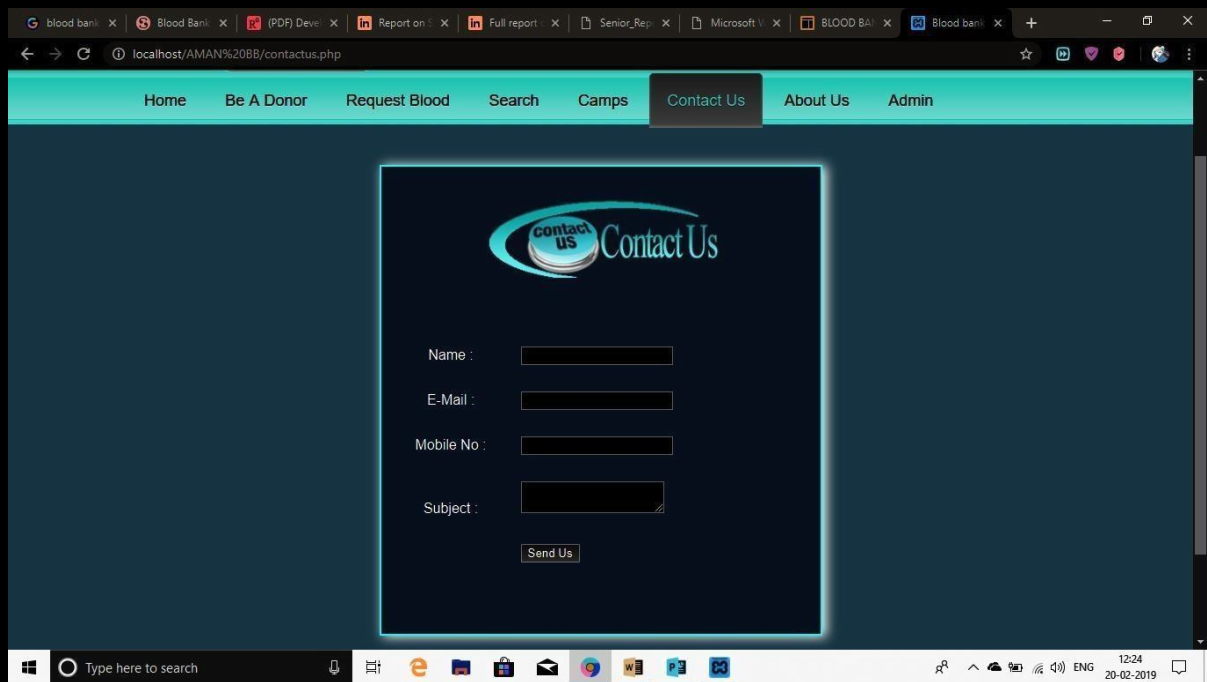 blood bank
Blood Bank
(PDF) Devel
Report on S
Full report o
Senior_Repo
Microsoft W
BLOOD BAN
Blood bank
localhost/AMAN%20BB/contactus.php
Home Be A Donor Request Blood Search Camps Contact Us About Us Admin
contact
us
Contact Us
Name :
E-Mail :
Mobile No :
Subject :
Send Us
Type here to search
ENG
12:24
20-02-2019